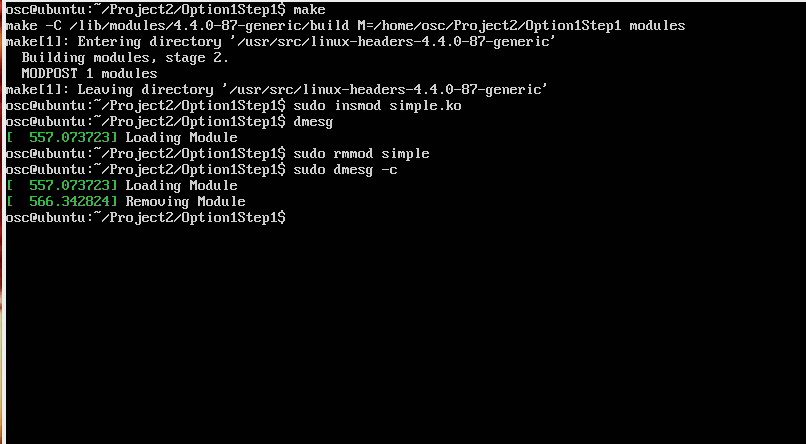 osc@ubuntu:~/Project2/Option1Step1$ make
make -C /lib/modules/4.4.0-87-generic/build M=/home/osc/Project2/Option1Step1 modules
make[1]: Entering directory '/usr/src/linux-headers-4.4.0-87-generic'
  Building modules, stage 2.
  MODPOST 1 modules
make[1]: Leaving directory '/usr/src/linux-headers-4.4.0-87-generic'
osc@ubuntu:~/Project2/Option1Step1$ sudo insmod simple.ko
osc@ubuntu:~/Project2/Option1Step1$ dmesg
[  557.073723] Loading Module
osc@ubuntu:~/Project2/Option1Step1$ sudo rmmod simple
osc@ubuntu:~/Project2/Option1Step1$ sudo dmesg -c
[  557.073723] Loading Module
[  566.342824] Removing Module
osc@ubuntu:~/Project2/Option1Step1$